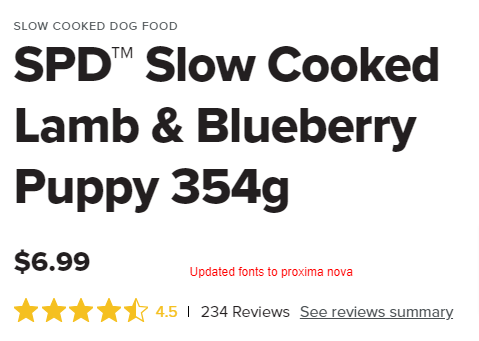 SLOW COOKED DOG FOOD
SPD™ Slow Cooked
Lamb & Blueberry
Puppy 354g
$6.99
Updated fonts to proxima nova
4.5 | 234 Reviews See reviews summary